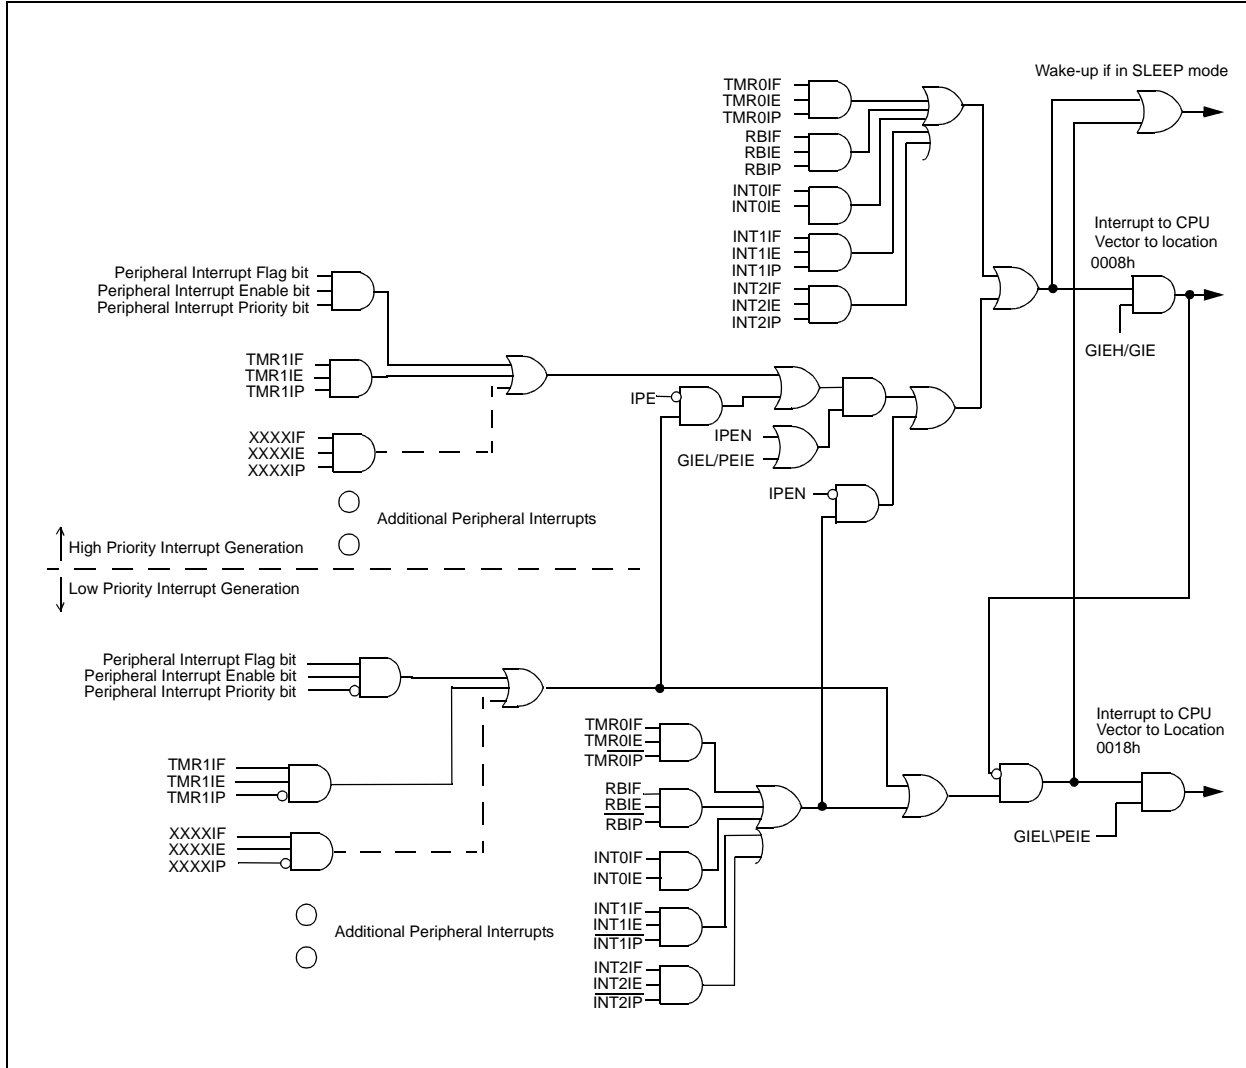 Wake-up if in SLEEP mode
TMR0IF
TMR0IE
TMR0IP
RBIF
RBIE
RBIP
INT0IF
INT0IE
INT1IF
INT1IE
INT1IP
INT2IF
INT2IE
INT2IP
Interrupt to CPU
Vector to location
0008h
GIEH/GIE
Peripheral Interrupt Flag bit
Peripheral Interrupt Enable bit
Peripheral Interrupt Priority bit
TMR1IF
TMR1IE
TMR1IP
XXXXIF
XXXXIE
XXXXIP
IPE
IPEN
GIEL/PEIE
IPEN
Additional Peripheral Interrupts
High Priority Interrupt Generation
Low Priority Interrupt Generation
Peripheral Interrupt Flag bit
Peripheral Interrupt Enable bit
Peripheral Interrupt Priority bit
TMR1IF
TMR1IE
TMR1IP
XXXXIF
XXXXIE
XXXXIP
Additional Peripheral Interrupts
TMR0IF
TMR0IE
TMR0IP
RBIF
RBIE
RBIP
INT0IF
INT0IE
INT1IF
INT1IE
INT1IP
INT2IF
INT2IE
INT2IP
Interrupt to CPU
Vector to Location
0018h
GIEL\PEIE